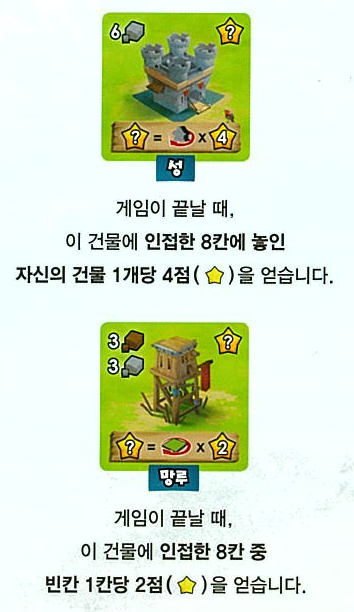 6 ?
? = x 4
성
게임이 끝날 때,
이 건물에 인접한 8칸에 놓인
자신의 건물 1개당 4점( )을 얻습니다.
3 ?
3
? = x 2
망루
게임이 끝날 때,
이 건물에 인접한 8칸 중
빈칸 1칸당 2점( )을 얻습니다.